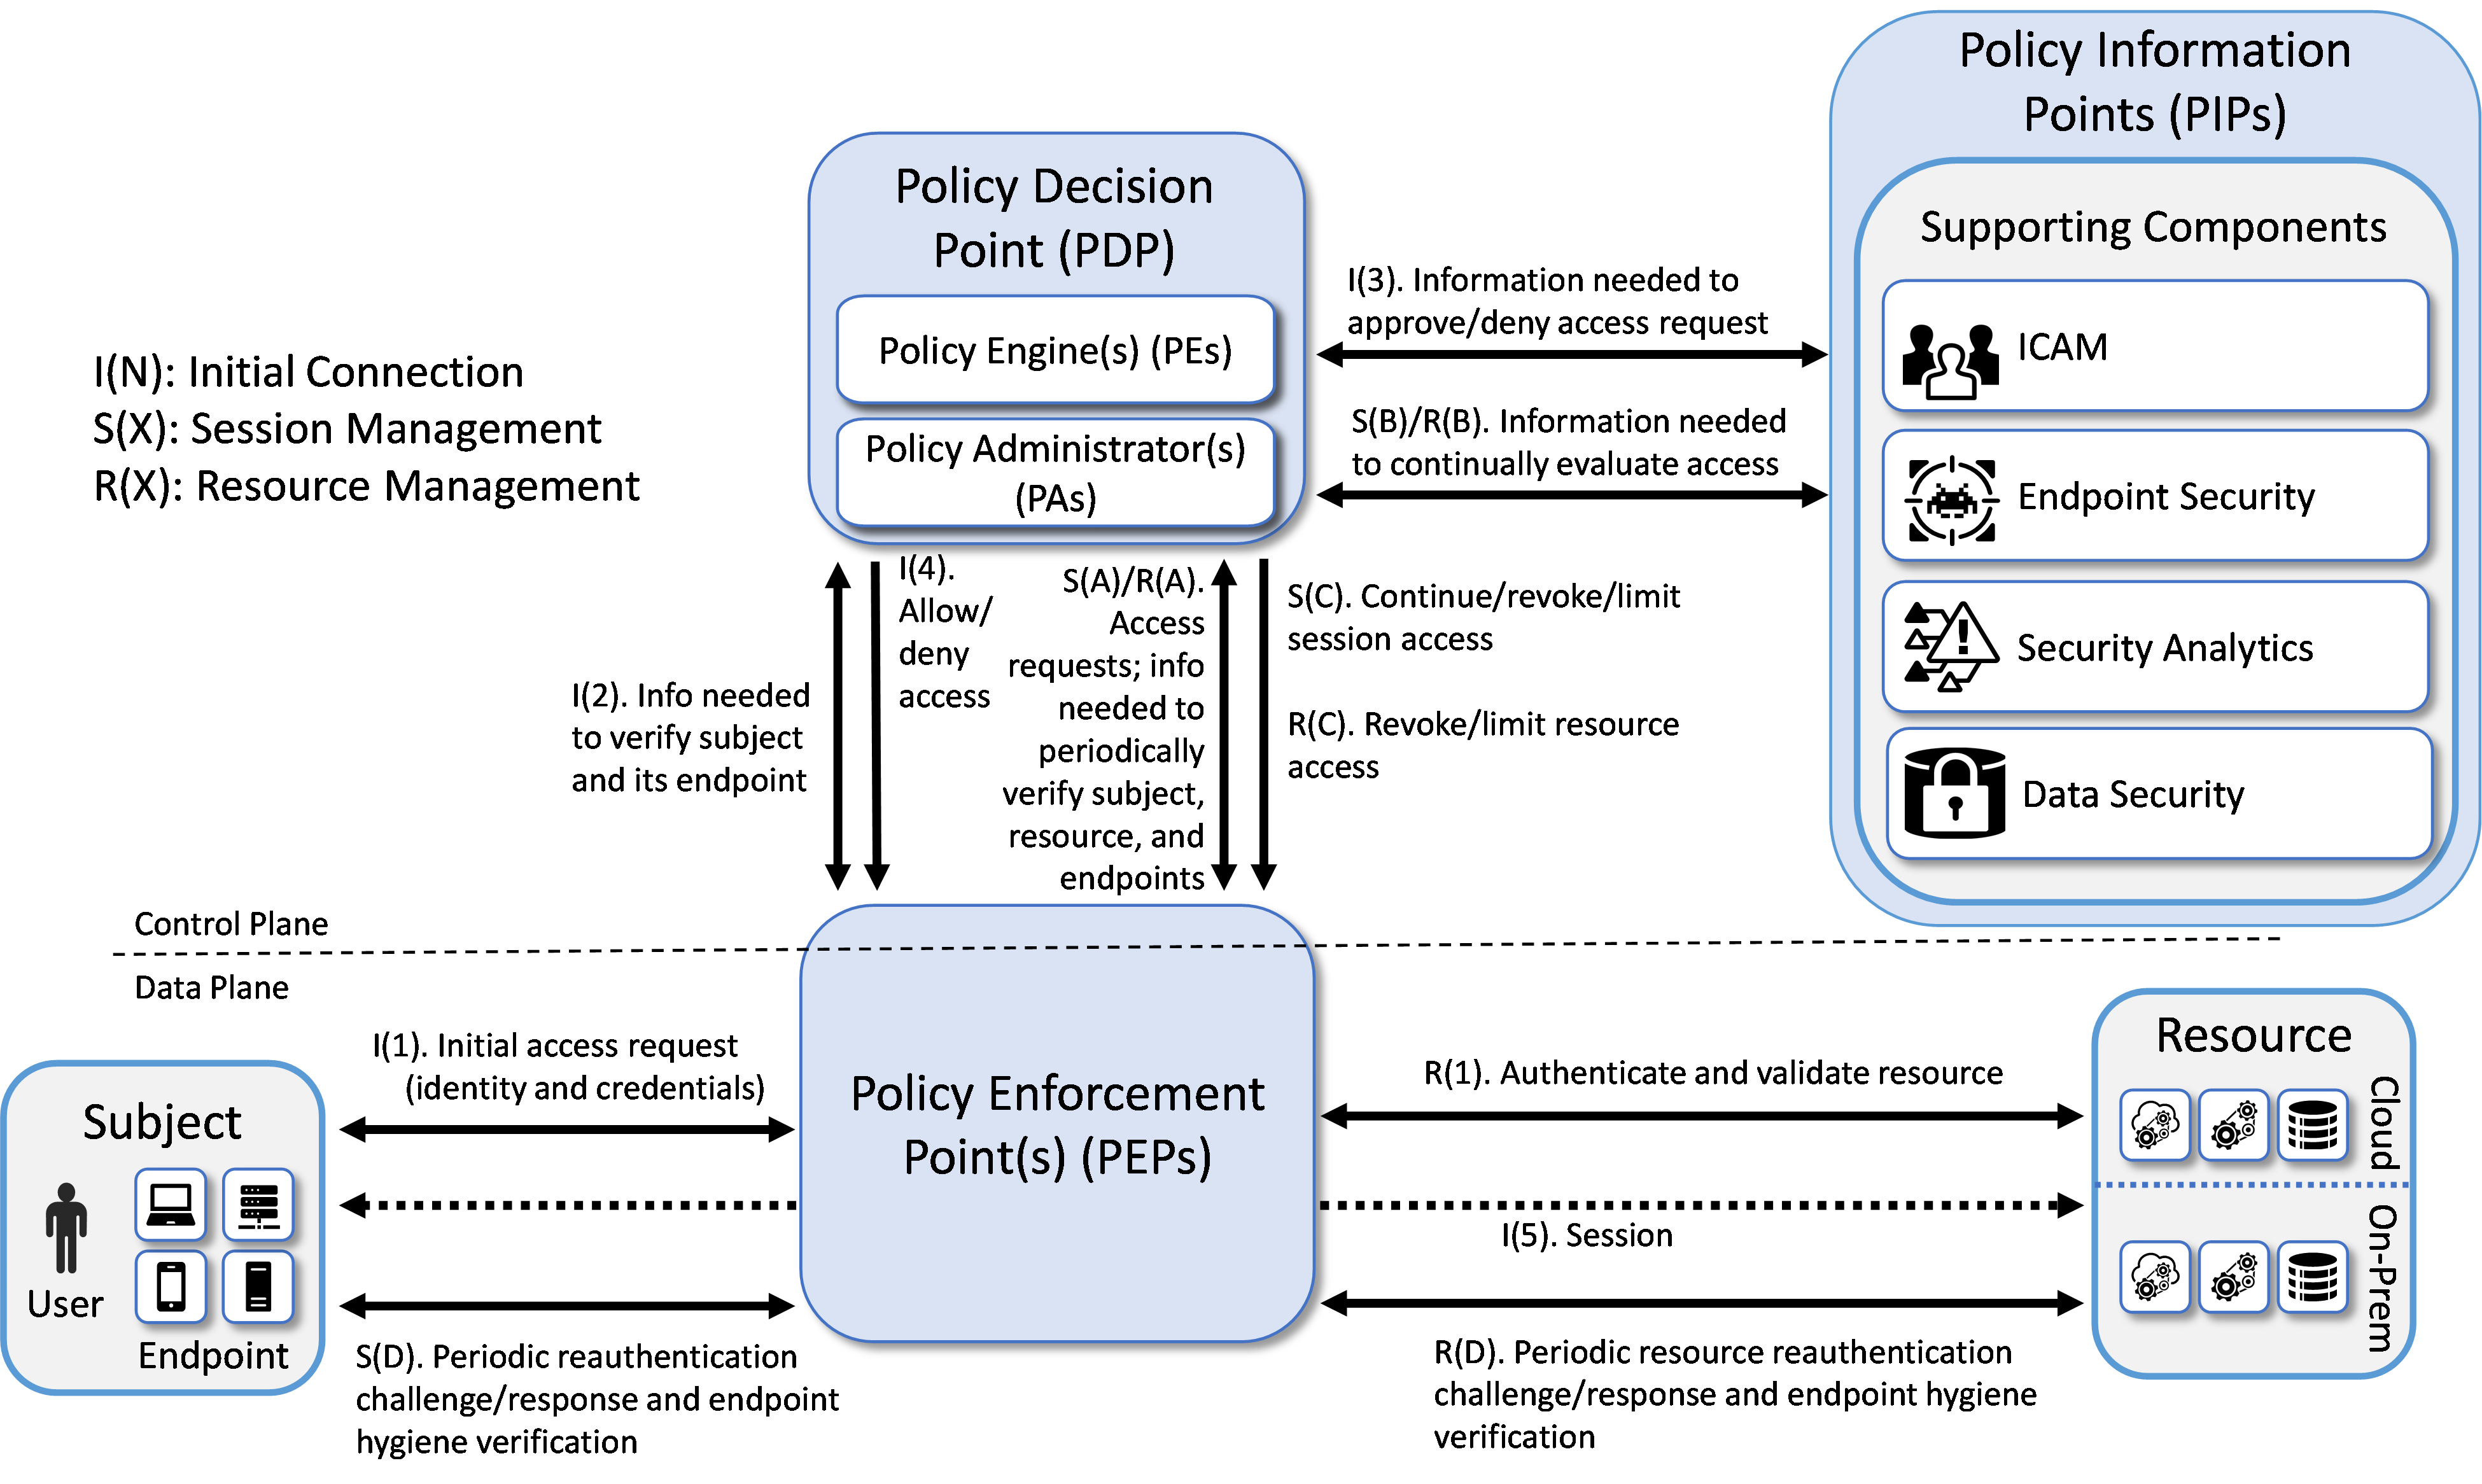 Policy Information
Points (PIPs)
Supporting Components
ICAM
Endpoint Security
Security Analytics
Data Security
Policy Decision
Point (PDP)
Policy Engine(s) (PEs)
Policy Administrator(s)
(PAs)
I(3). Information needed to
approve/deny access request
S(B)/R(B). Information needed
to continually evaluate access
I(N): Initial Connection
S(X): Session Management
R(X): Resource Management
I(2). Info needed
to verify subject
and its endpoint
I(4).
Allow/
deny
access
S(A)/R(A).
Access
requests; info
needed to
periodically
verify subject,
resource, and
endpoints
S(C). Continue/revoke/limit
session access
R(C). Revoke/limit resource
access
Control Plane
Data Plane
Subject
User
Endpoint
I(1). Initial access request
(identity and credentials)
S(D). Periodic reauthentication
challenge/response and endpoint
hygiene verification
Policy Enforcement
Point(s) (PEPs)
R(1). Authenticate and validate resource
I(5). Session
R(D). Periodic resource reauthentication
challenge/response and endpoint hygiene
verification
Resource
Cloud
On-Prem